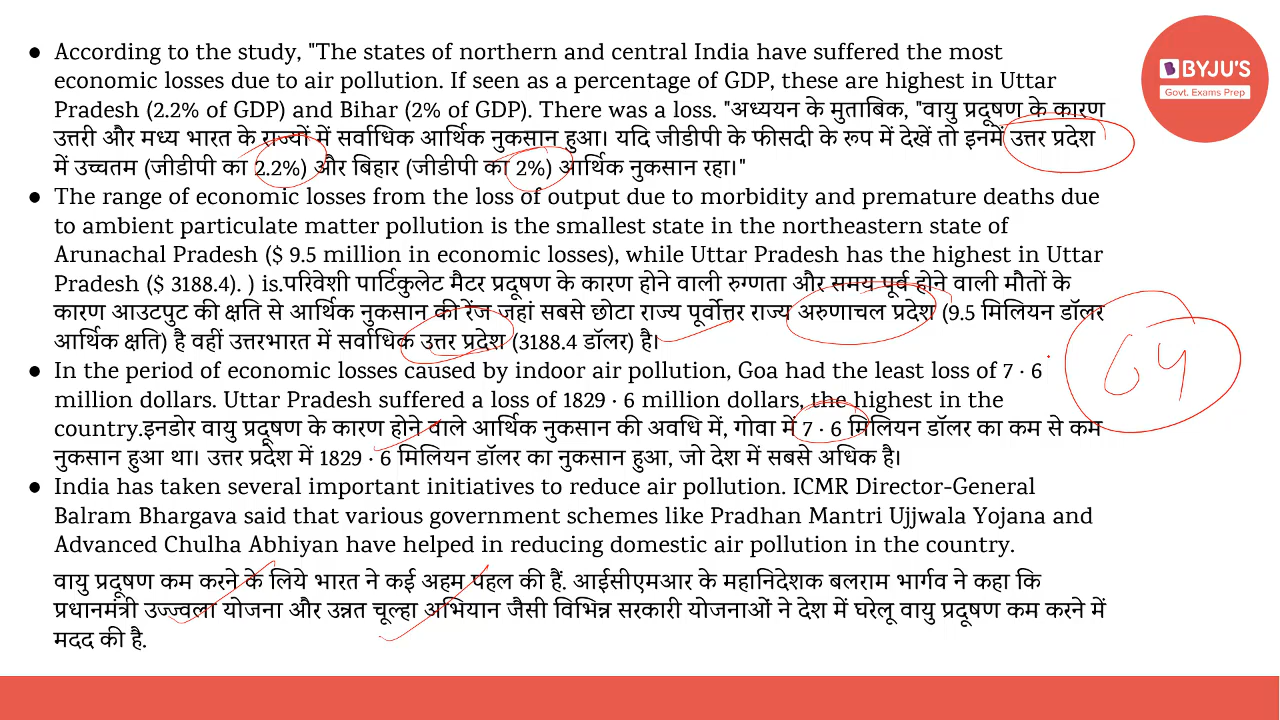 ● According to the study, "The states of northern and central India have suffered the most
economic losses due to air pollution. If seen as a percentage of GDP, these are highest in Uttar
Pradesh (2.2% of GDP) and Bihar (2% of GDP). There was a loss. "अध्ययन के मुताबिक, "वायु प्रदूषण के कारण
उत्तरी और मध्य भारत के राज्यों में सर्वाधिक आर्थिक नुकसान हुआ। यदि जीडीपी के फीसदी के रूप में देखें तो इनमें उत्तर प्रदेश
में उच्चतम (जीडीपी का 2.2%) और बिहार (जीडीपी का 2%) आर्थिक नुकसान रहा।"
● The range of economic losses from the loss of output due to morbidity and premature deaths due
to ambient particulate matter pollution is the smallest state in the northeastern state of
Arunachal Pradesh ($ 9.5 million in economic losses), while Uttar Pradesh has the highest in Uttar
Pradesh ($ 3188.4). ) is.परिवेशी पार्टिकुलेट मैटर प्रदूषण के कारण होने वाली रुग्णता और समय पूर्व होने वाली मौतों के
कारण आउटपुट की क्षति से आर्थिक नुकसान की रेंज जहां सबसे छोटा राज्य पूर्वोत्तर राज्य अरुणाचल प्रदेश (9.5 मिलियन डॉलर
आर्थिक क्षति) है वहीं उत्तरभारत में सर्वाधिक उत्तर प्रदेश (3188.4 डॉलर) है।
● In the period of economic losses caused by indoor air pollution, Goa had the least loss of 7 · 6
million dollars. Uttar Pradesh suffered a loss of 1829 · 6 million dollars, the highest in the
country.इनडोर वायु प्रदूषण के कारण होने वाले आर्थिक नुकसान की अवधि में, गोवा में 7 · 6 मिलियन डॉलर का कम से कम
नुकसान हुआ था। उत्तर प्रदेश में 1829 · 6 मिलियन डॉलर का नुकसान हुआ, जो देश में सबसे अधिक है।
● India has taken several important initiatives to reduce air pollution. ICMR Director-General
Balram Bhargava said that various government schemes like Pradhan Mantri Ujjwala Yojana and
Advanced Chulha Abhiyan have helped in reducing domestic air pollution in the country.
वायु प्रदूषण कम करने के लिये भारत ने कई अहम पहल की हैं. आईसीएमआर के महानिदेशक बलराम भार्गव ने कहा कि
प्रधानमंत्री उज्ज्वला योजना और उन्नत चूल्हा अभियान जैसी विभिन्न सरकारी योजनाओं ने देश में घरेलू वायु प्रदूषण कम करने में
मदद की है.
BYJU'S
Govt. Exams Prep